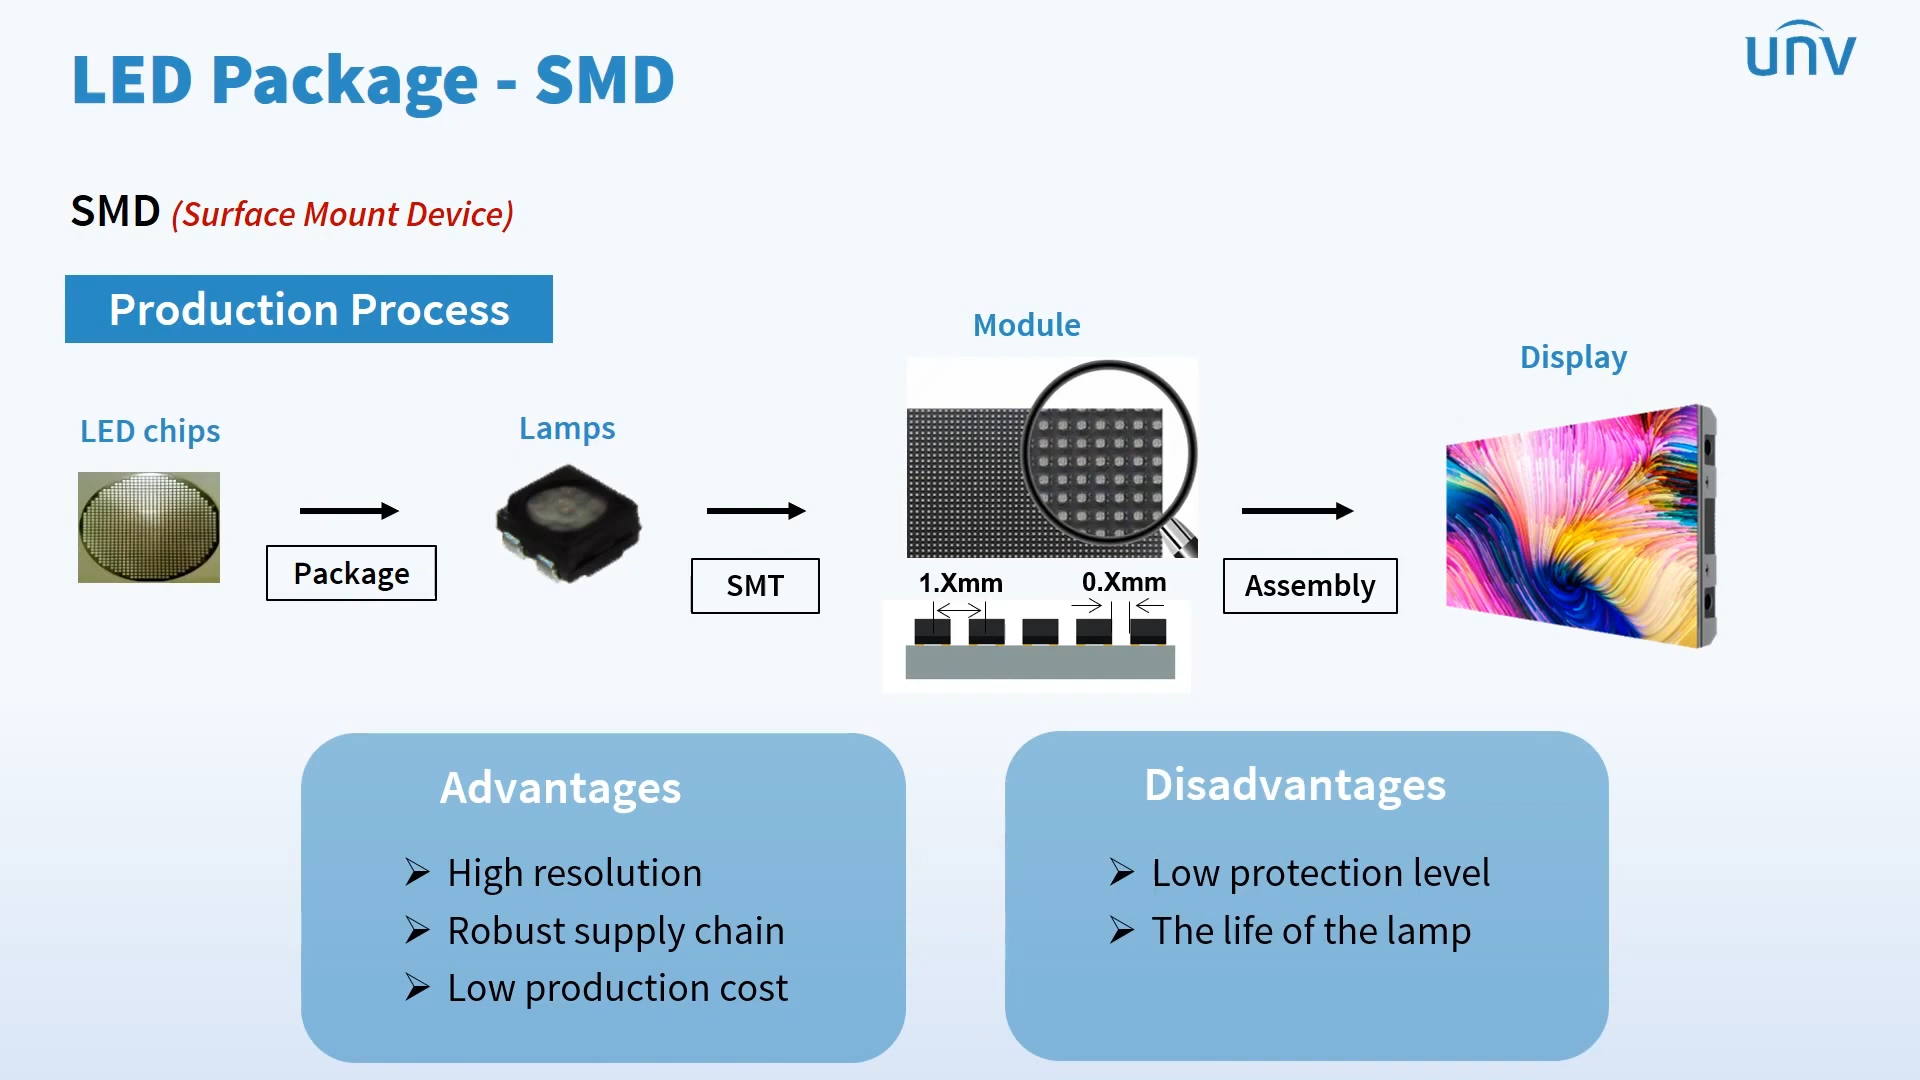 LED Package - SMD
unv
SMD (Surface Mount Device)
Production Process
LED chips
Package
Lamps
SMT
Module
1.Xmm
0.Xmm
Assembly
Display
Advantages
High resolution
Robust supply chain
Low production cost
Disadvantages
Low protection level
The life of the lamp